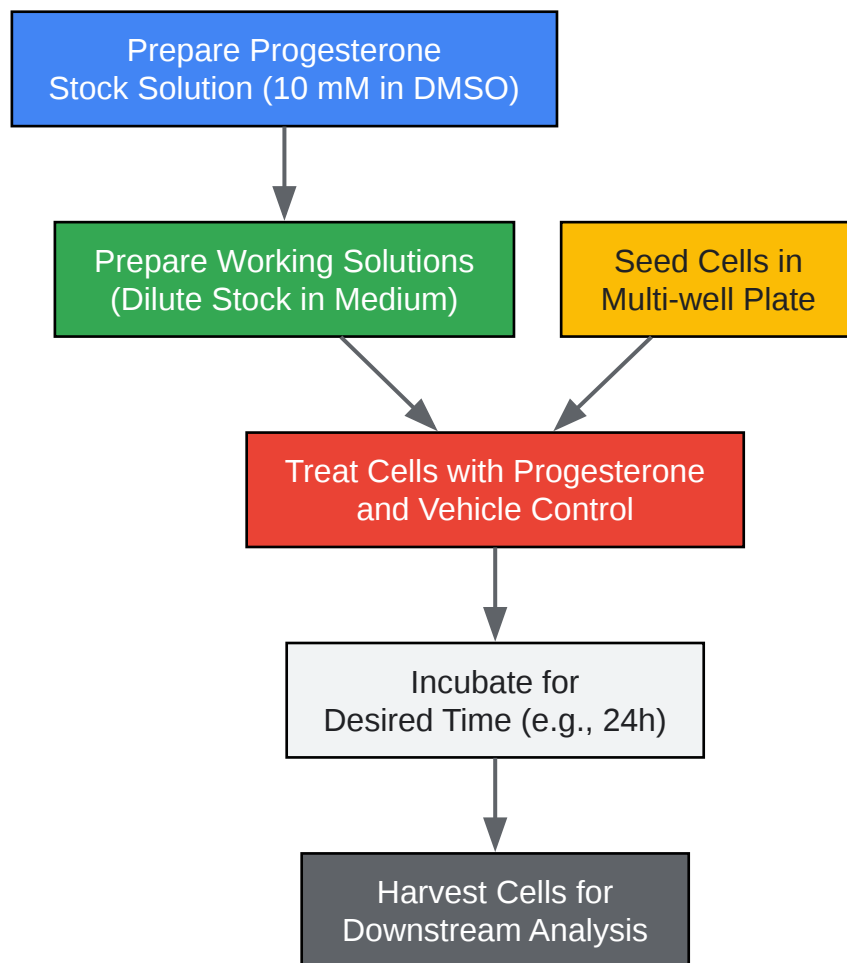 Prepare Progesterone
Stock Solution (10 mM in DMSO)
Prepare Working Solutions
(Dilute Stock in Medium)
Seed Cells in
Multi-well Plate
Treat Cells with Progesterone
and Vehicle Control
Incubate for
Desired Time (e.g., 24h)
Harvest Cells for
Downstream Analysis